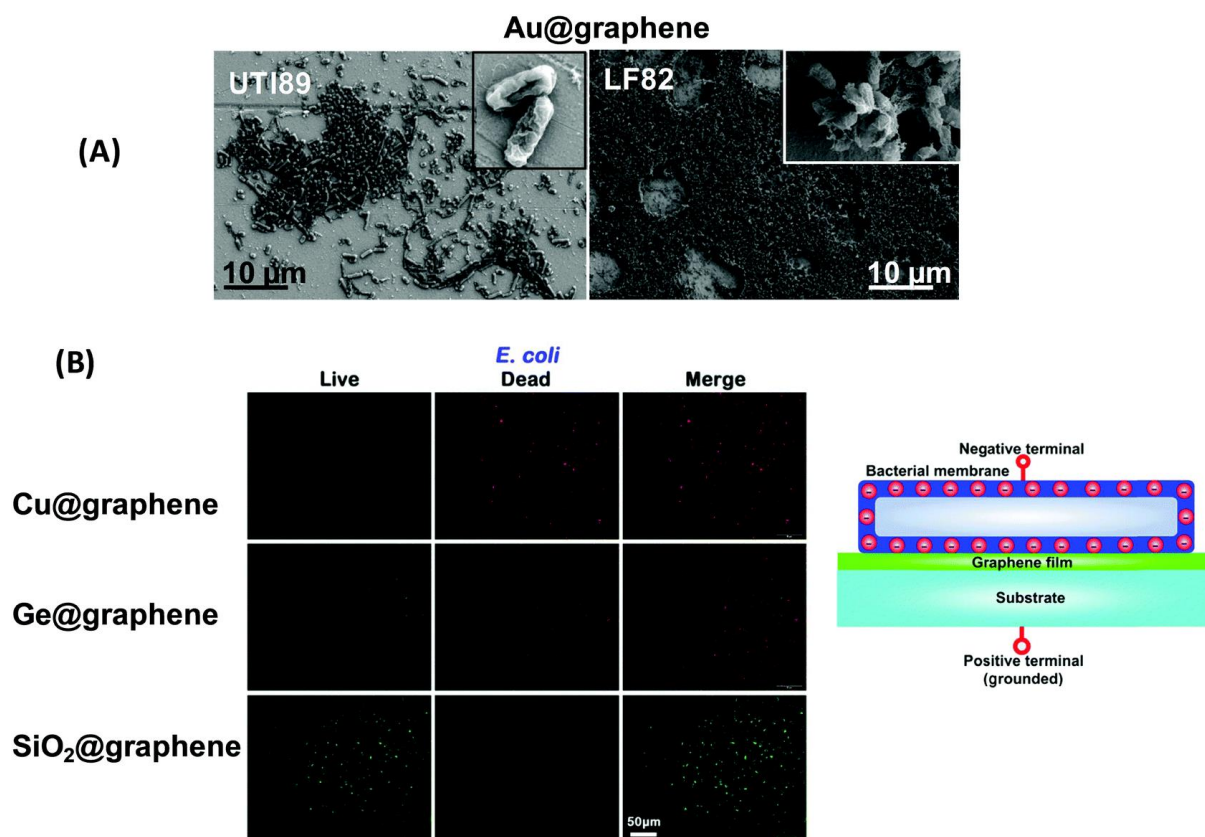 Au@graphene
(A)
UTI89
LF82
10 µm
10 µm
(B)
E. coli
Live
Dead
Merge
Cu@graphene
Ge@graphene
SiO₂@graphene
50µm
Negative terminal
Bacterial membrane
Graphene film
Substrate
Positive terminal
(grounded)